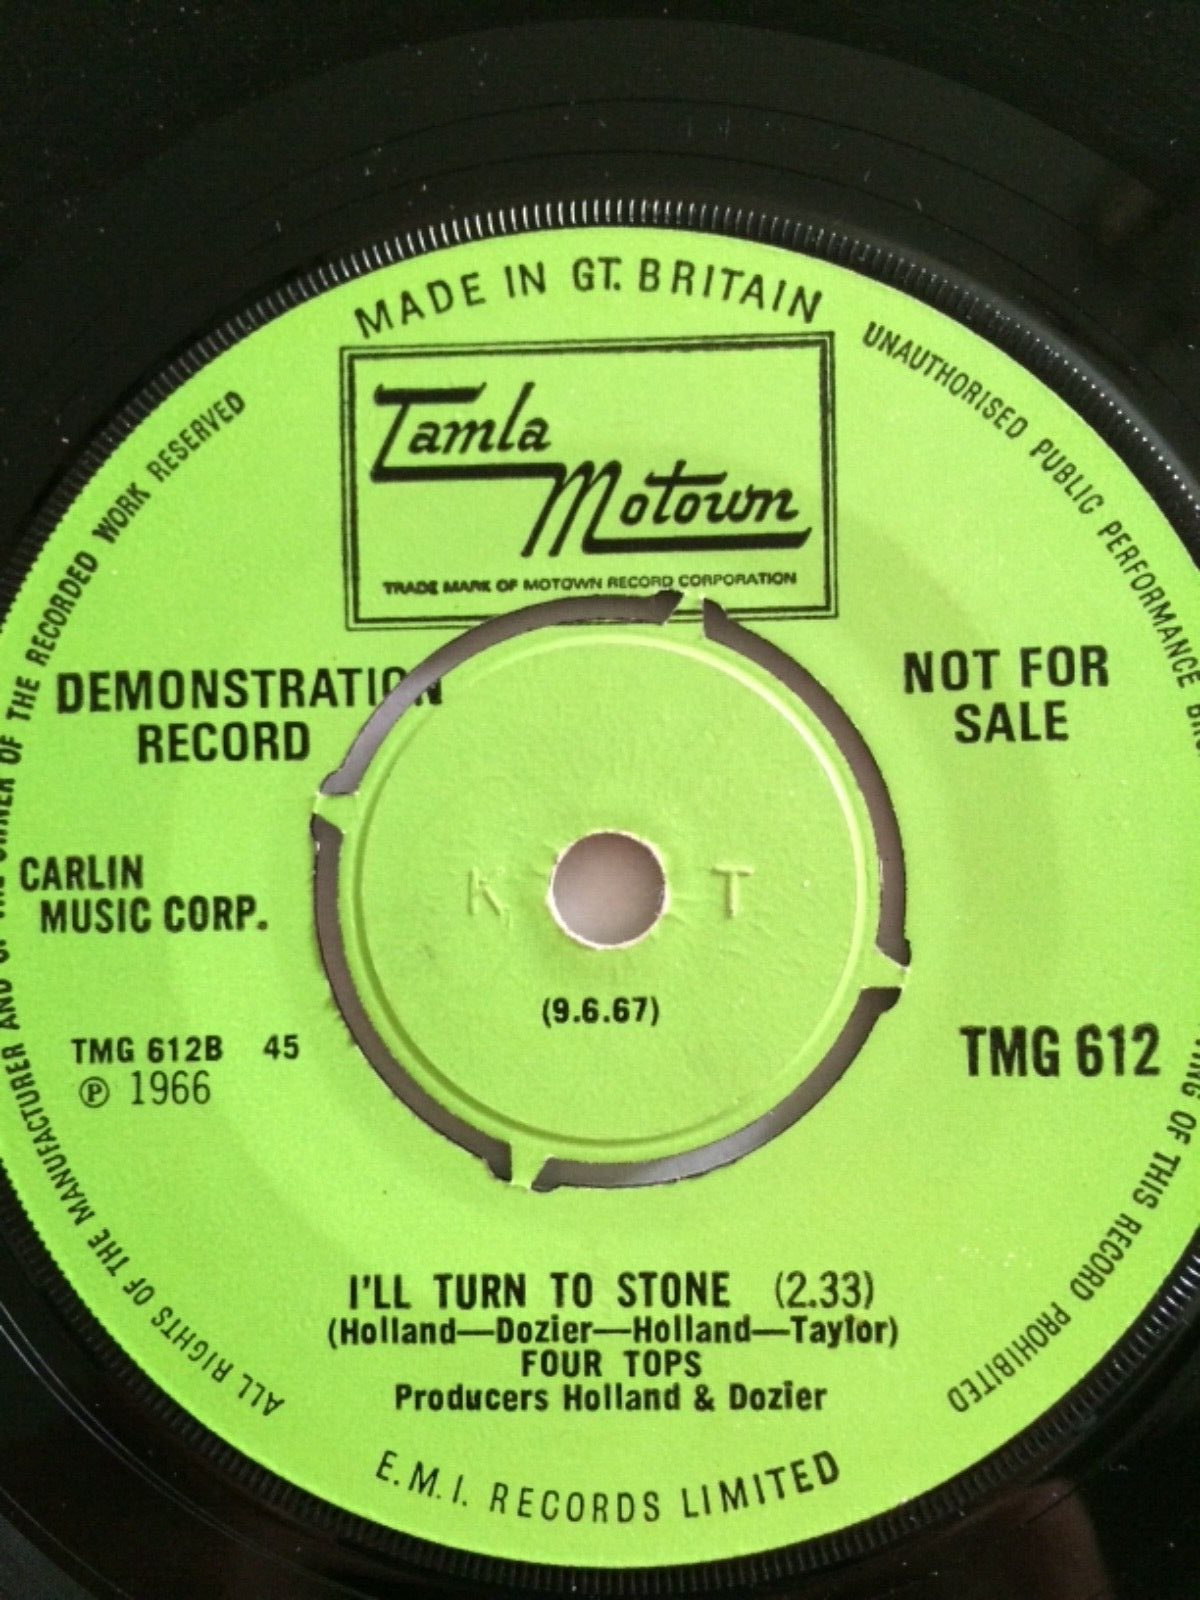 MADE IN GT. BRITAIN
Tamla
Motown
TRADE MARK OF MOTOWN RECORD CORPORATION
DEMONSTRATION
RECORD
NOT FOR
SALE
CARLIN
MUSIC CORP.
K T
(9.6.67)
TMG 612B 45
℗ 1966
TMG 612
I'LL TURN TO STONE (2.33)
(Holland—Dozier—Holland—Taylor)
FOUR TOPS
Producers Holland & Dozier
E.M.I. RECORDS LIMITED
ALL RIGHTS OF THE MANUFACTURER AND OF THE OWNER OF THE RECORDED WORK RESERVED
UNAUTHORISED PUBLIC PERFORMANCE OF THIS RECORD PROHIBITED